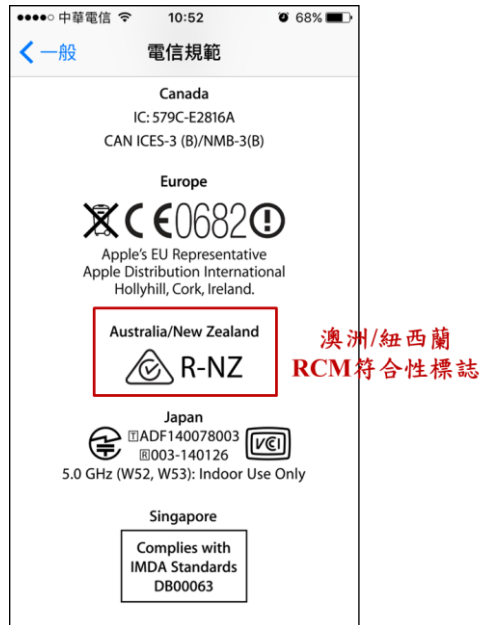 中華電信 10:52 68%
一般 電信規範
Canada
IC: 579C-E2816A
CAN ICES-3 (B)/NMB-3(B)
Europe
CE0682
Apple's EU Representative
Apple Distribution International
Hollyhill, Cork, Ireland.
Australia/New Zealand
R-NZ
澳洲/紐西蘭
RCM符合性標誌
Japan
🅃ADF140078003
🅁003-140126
VCI
5.0 GHz (W52, W53): Indoor Use Only
Singapore
Complies with
IMDA Standards
DB00063